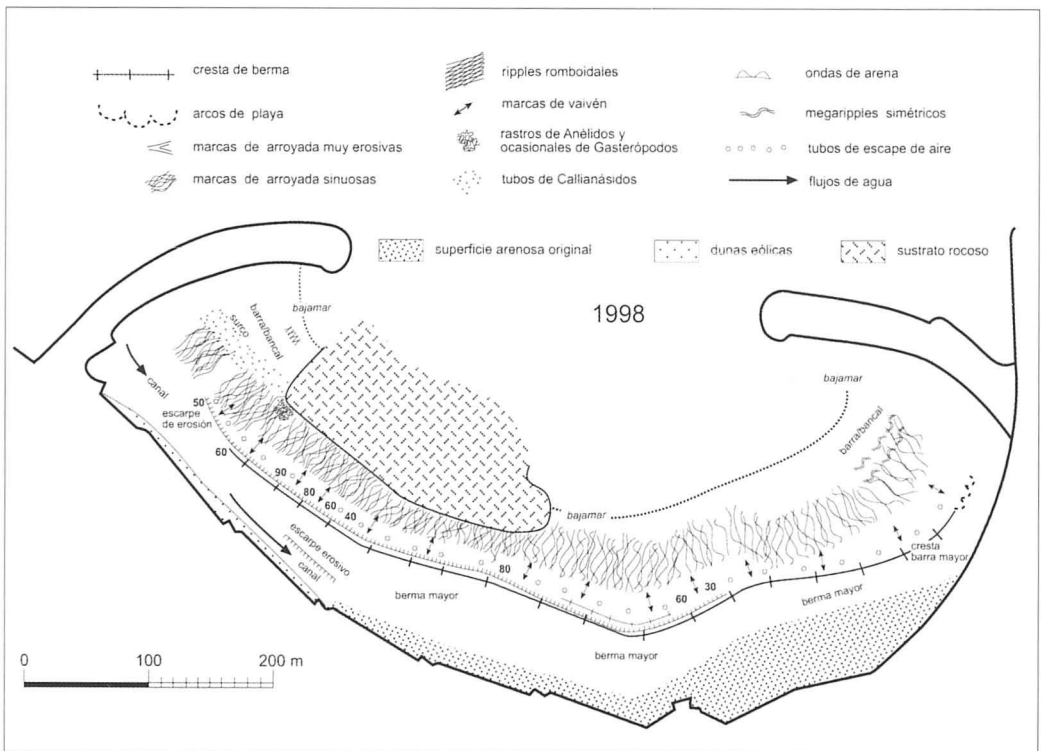 cresta de berma
arcos de playa
marcas de arroyada muy erosivas
marcas de arroyada sinuosas
ripples romboidales
marcas de vaivén
rastros de Anélidos y
ocasionales de Gasterópodos
tubos de Callianásidos
ondas de arena
megaripples simétricos
tubos de escape de aire
flujos de agua
superficie arenosa original
dunas eólicas
sustrato rocoso
1998
bajamar
barra/bancal
surco
canal
50
escarpe
de erosión
60
90
80
60
40
escarpe erosivo
canal
berma mayor
80
bajamar
bajamar
barra/bancal
60
30
cresta
barra mayor
berma mayor
berma mayor
0 100 200 m